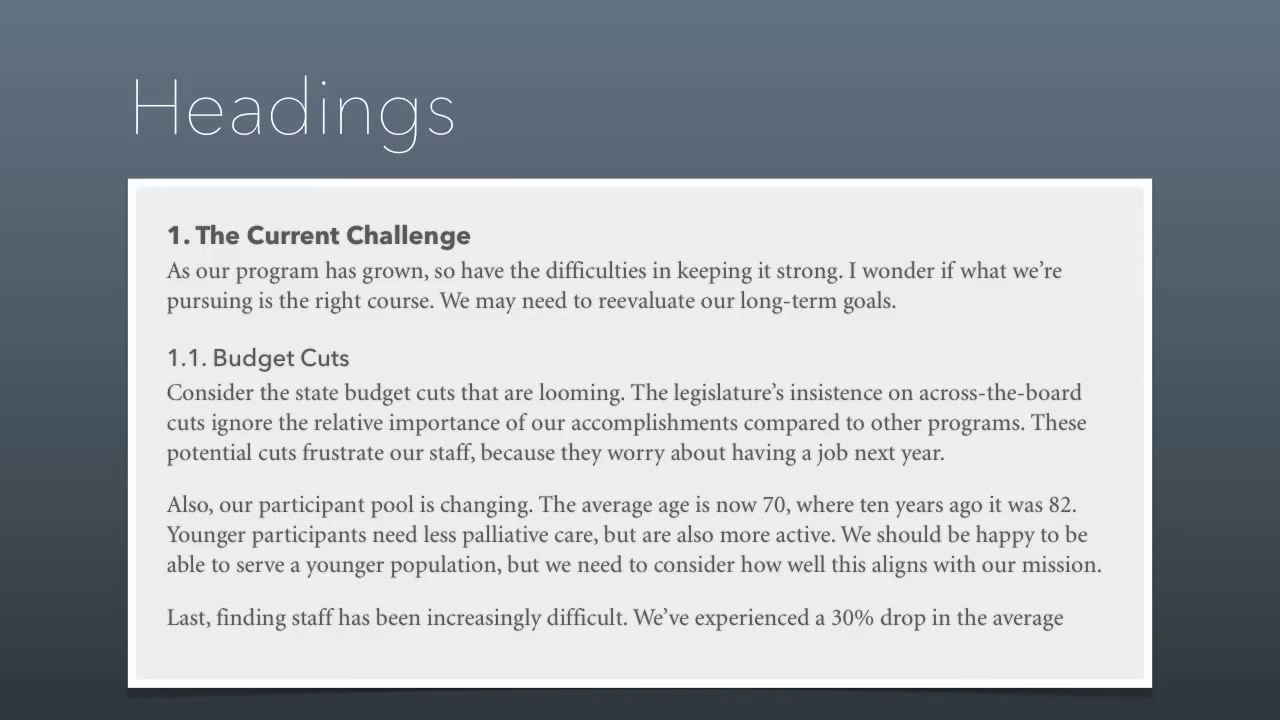 Headings
1. The Current Challenge
As our program has grown, so have the difficulties in keeping it strong. I wonder if what we’re
pursuing is the right course. We may need to reevaluate our long-term goals.
1.1. Budget Cuts
Consider the state budget cuts that are looming. The legislature’s insistence on across-the-board
cuts ignore the relative importance of our accomplishments compared to other programs. These
potential cuts frustrate our staff, because they worry about having a job next year.
Also, our participant pool is changing. The average age is now 70, where ten years ago it was 82.
Younger participants need less palliative care, but are also more active. We should be happy to be
able to serve a younger population, but we need to consider how well this aligns with our mission.
Last, finding staff has been increasingly difficult. We’ve experienced a 30% drop in the average